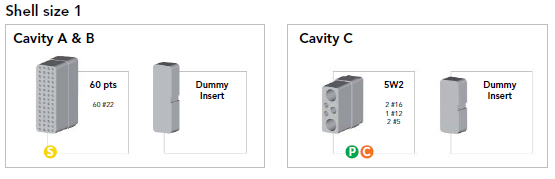 Shell size 1
Cavity A & B
60 pts
60 #22
S
Dummy
Insert
Cavity C
5W2
2 #16
1 #12
2 #5
P C
Dummy
Insert